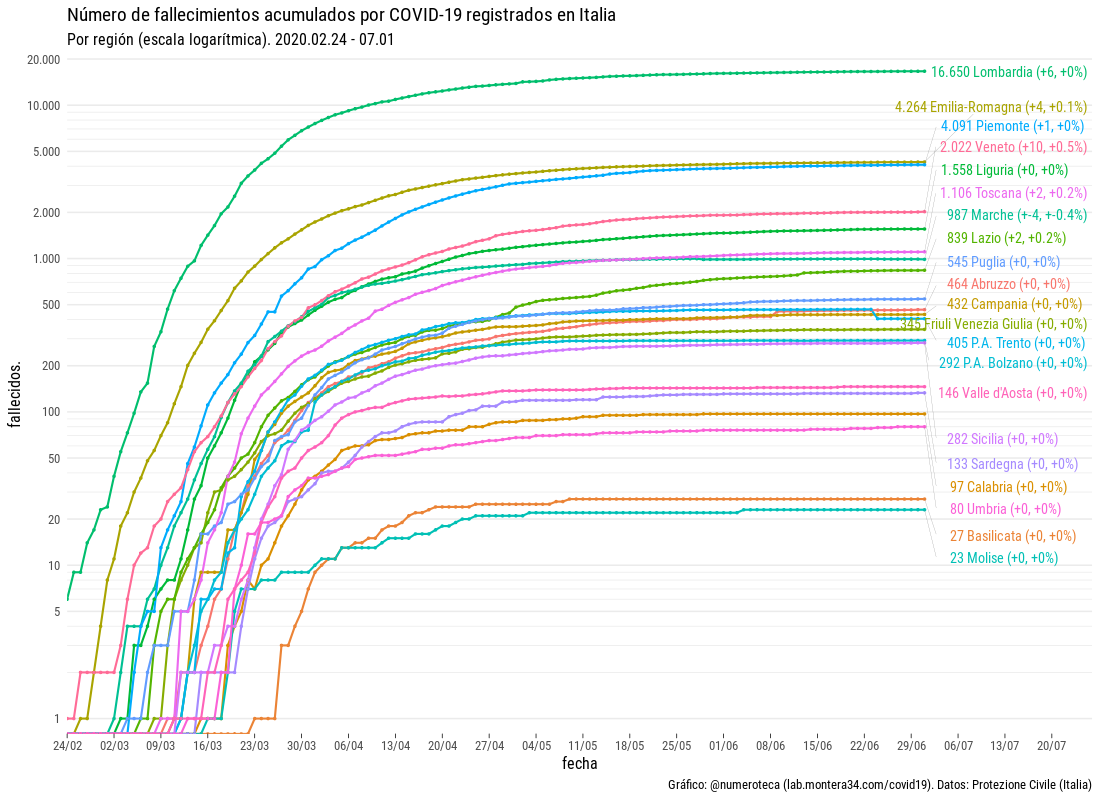 Número de fallecimientos acumulados por COVID-19 registrados en Italia
Por región (escala logarítmica). 2020.02.24 - 07.01
fallecidos.
20.000
10.000
5.000
2.000
1.000
500
200
100
50
20
10
5
1
16.650 Lombardia (+6, +0%)
4.264 Emilia-Romagna (+4, +0.1%)
4.091 Piemonte (+1, +0%)
2.022 Veneto (+10, +0.5%)
1.558 Liguria (+0, +0%)
1.106 Toscana (+2, +0.2%)
987 Marche (+-4, +-0.4%)
839 Lazio (+2, +0.2%)
545 Puglia (+0, +0%)
464 Abruzzo (+0, +0%)
432 Campania (+0, +0%)
345 Friuli Venezia Giulia (+0, +0%)
405 P.A. Trento (+0, +0%)
292 P.A. Bolzano (+0, +0%)
146 Valle d'Aosta (+0, +0%)
282 Sicilia (+0, +0%)
133 Sardegna (+0, +0%)
97 Calabria (+0, +0%)
80 Umbria (+0, +0%)
27 Basilicata (+0, +0%)
23 Molise (+0, +0%)
24/02 02/03 09/03 16/03 23/03 30/03 06/04 13/04 20/04 27/04 04/05 11/05 18/05 25/05 01/06 08/06 15/06 22/06 29/06 06/07 13/07 20/07
fecha
Gráfico: @numeroteca (lab.montera34.com/covid19). Datos: Protezione Civile (Italia)